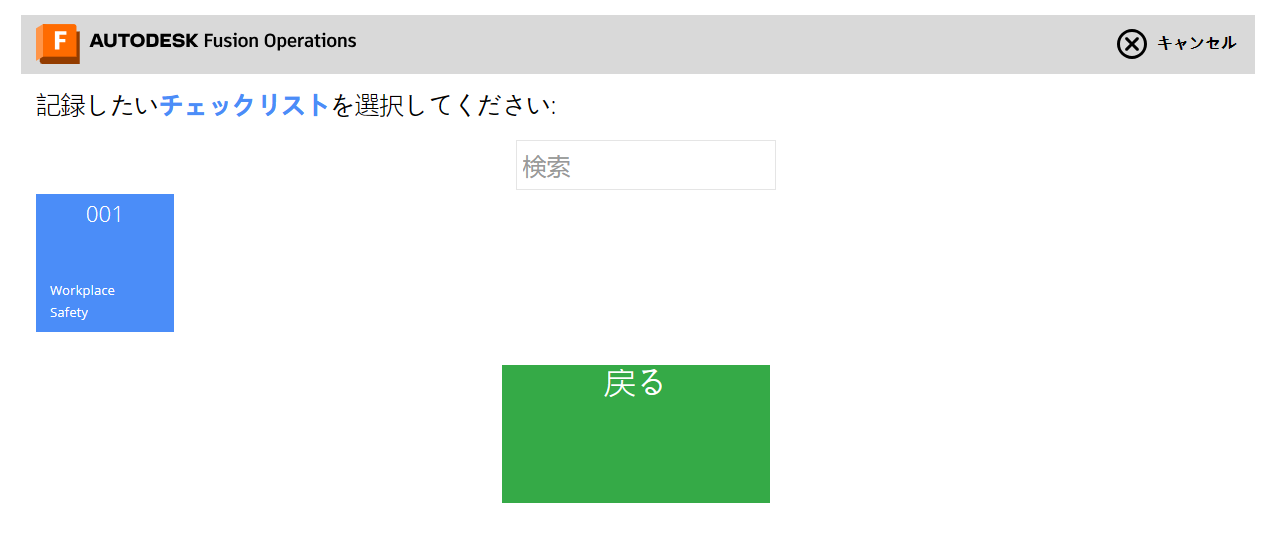 F AUTODESK Fusion Operations
キャンセル
記録したいチェックリストを選択してください:
検索
001
Workplace
Safety
戻る